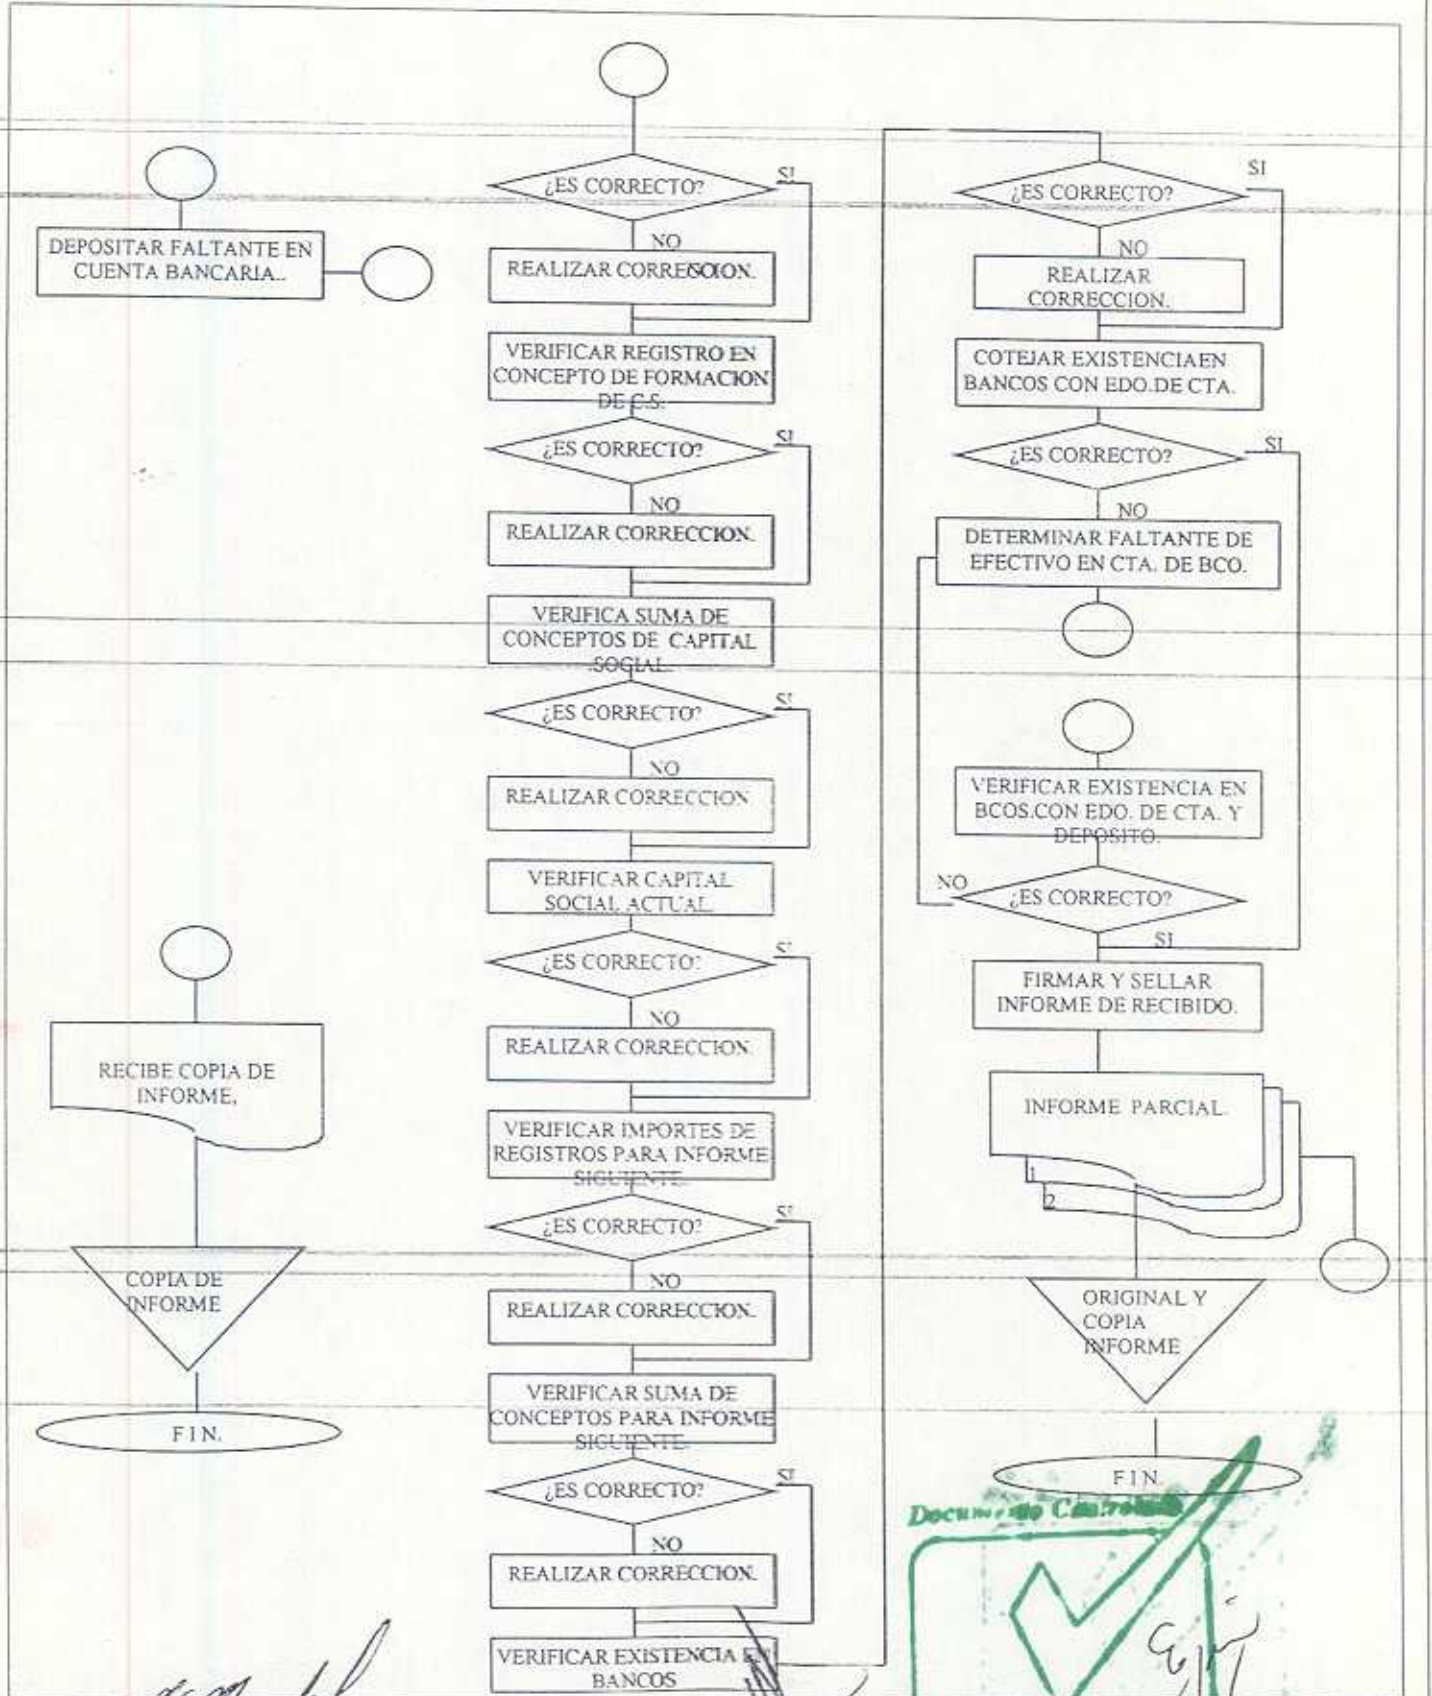 DEPOSITAR FALTANTE EN
CUENTA BANCARIA..
RECIBE COPIA DE
INFORME,
COPIA DE
INFORME
F I N.
¿ES CORRECTO?
SI
NO
REALIZAR CORRECCION.
VERIFICAR REGISTRO EN
CONCEPTO DE FORMACION
DE C.S.
¿ES CORRECTO?
SI
NO
REALIZAR CORRECCION.
VERIFICA SUMA DE
CONCEPTOS DE CAPITAL
SOCIAL.
¿ES CORRECTO?
SI
NO
REALIZAR CORRECCION
VERIFICAR CAPITAL
SOCIAL ACTUAL.
¿ES CORRECTO?
SI
NO
REALIZAR CORRECCION.
VERIFICAR IMPORTES DE
REGISTROS PARA INFORME
SIGUIENTE.
¿ES CORRECTO?
SI
NO
REALIZAR CORRECCION.
VERIFICAR SUMA DE
CONCEPTOS PARA INFORME
SIGUIENTE.
¿ES CORRECTO?
SI
NO
REALIZAR CORRECCION.
VERIFICAR EXISTENCIA EN
BANCOS
¿ES CORRECTO?
SI
NO
REALIZAR
CORRECCION.
COTEJAR EXISTENCIA EN
BANCOS CON EDO.DE CTA.
¿ES CORRECTO?
SI
NO
DETERMINAR FALTANTE DE
EFECTIVO EN CTA. DE BCO.
VERIFICAR EXISTENCIA EN
BCOS.CON EDO. DE CTA. Y
DEPOSITO.
NO
¿ES CORRECTO?
SI
FIRMAR Y SELLAR
INFORME DE RECIBIDO.
INFORME PARCIAL.
1
2
ORIGINAL Y
COPIA
INFORME
F I N
Documento